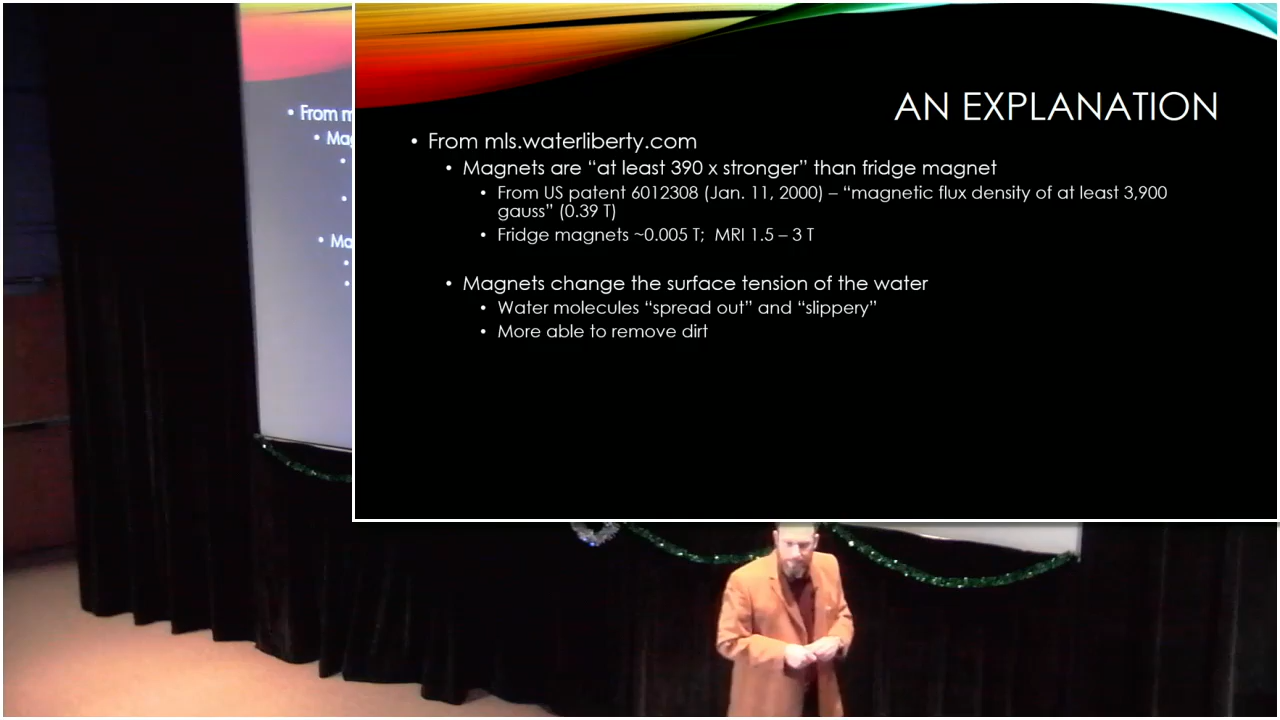 • From m
• Mag
• Ma
AN EXPLANATION
• From mls.waterliberty.com
• Magnets are “at least 390 x stronger” than fridge magnet
• From US patent 6012308 (Jan. 11, 2000) – “magnetic flux density of at least 3,900
gauss” (0.39 T)
• Fridge magnets ~0.005 T;  MRI 1.5 – 3 T
• Magnets change the surface tension of the water
• Water molecules “spread out” and “slippery”
• More able to remove dirt